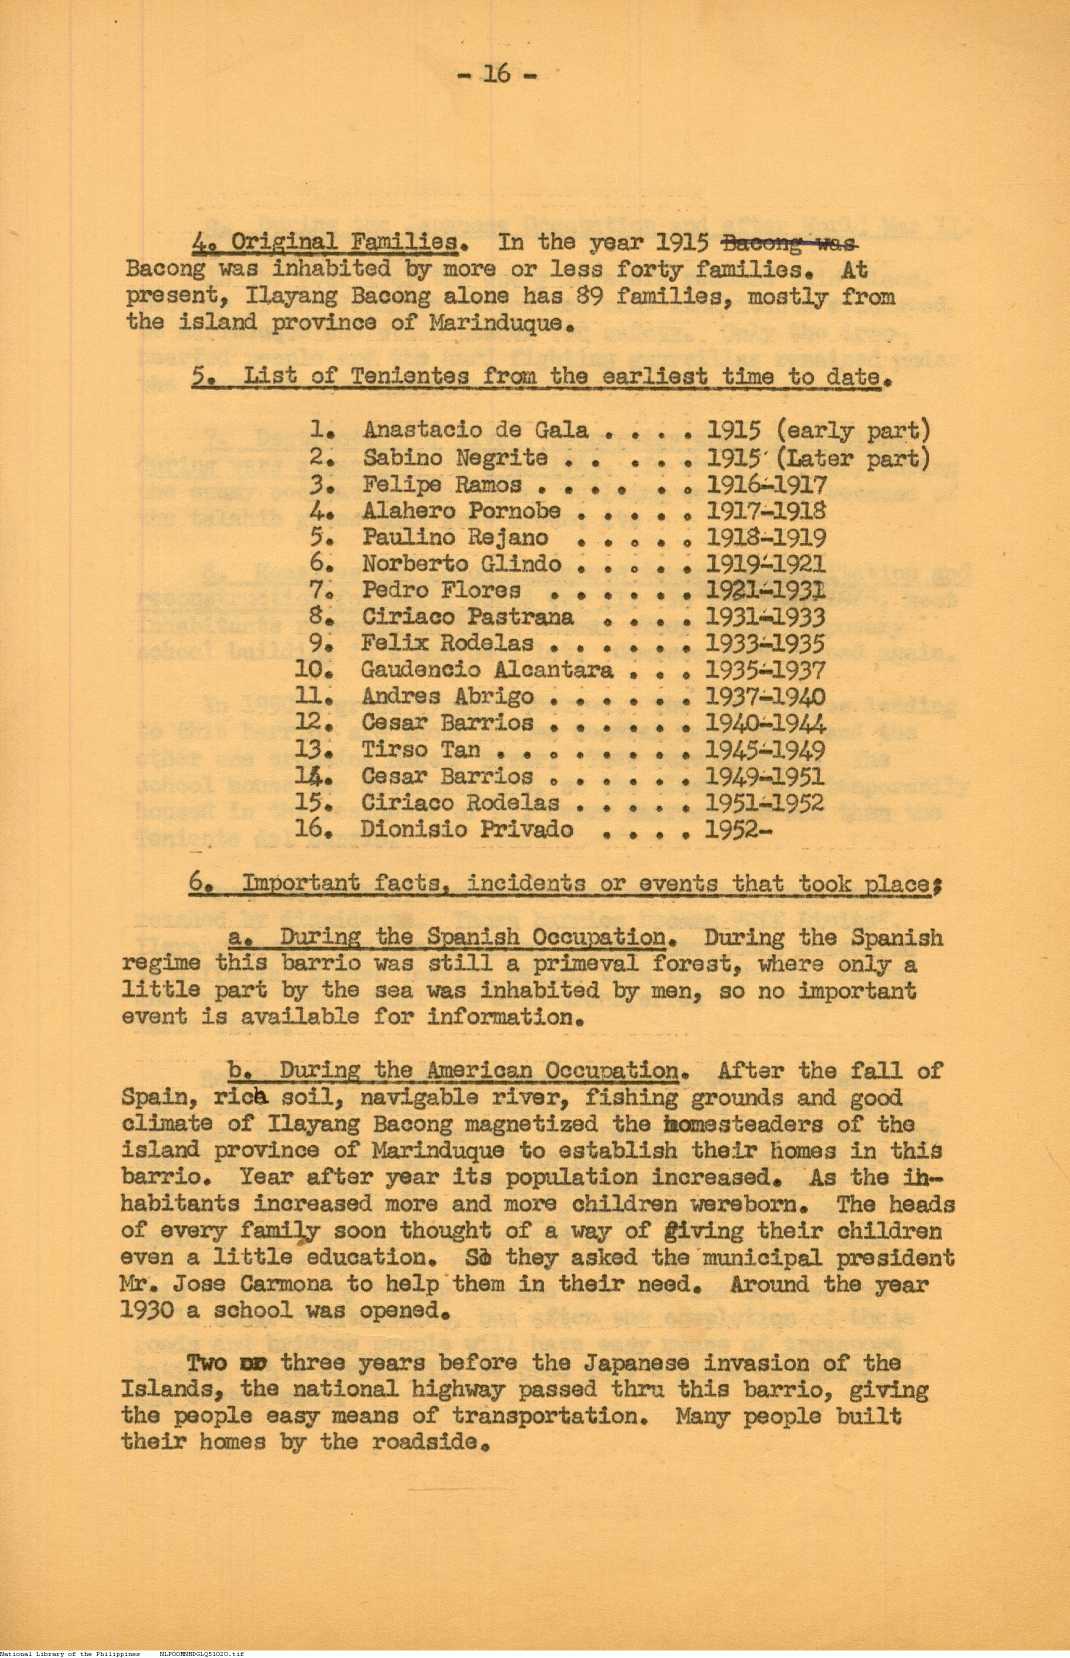 - 16 -
4. Original Families. In the year 1915 Bacong was
Bacong was inhabited by more or less forty families. At
present, Ilayang Bacong alone has 89 families, mostly from
the island province of Marinduque.
5. List of Tenientes from the earliest time to date.
1. Anastacio de Gala . . . . 1915 (early part)
2. Sabino Negrite . . . . . 1915 (Later part)
3. Felipe Ramos . . . . . . 1916-1917
4. Alahero Pornobe . . . . . 1917-1918
5. Paulino Rejano . . . . . 1918-1919
6. Norberto Glindo . . . . . 1919-1921
7. Pedro Flores . . . . . . 1921-1931
8. Ciriaco Pastrana . . . . 1931-1933
9. Felix Rodelas . . . . . . 1933-1935
10. Gaudencio Alcantara . . . 1935-1937
11. Andres Abrigo . . . . . . 1937-1940
12. Cesar Barrios . . . . . . 1940-1944
13. Tirso Tan . . . . . . . . 1945-1949
14. Cesar Barrios . . . . . . 1949-1951
15. Ciriaco Rodelas . . . . . 1951-1952
16. Dionisio Privado . . . . 1952-
6. Important facts, incidents or events that took place;
a. During the Spanish Occupation. During the Spanish
regime this barrio was still a primeval forest, where only a
little part by the sea was inhabited by men, so no important
event is available for information.
b. During the American Occupation. After the fall of
Spain, rich soil, navigable river, fishing grounds and good
climate of Ilayang Bacong magnetized the homesteaders of the
island province of Marinduque to establish their homes in this
barrio. Year after year its population increased. As the in-
habitants increased more and more children wereborn. The heads
of every family soon thought of a way of giving their children
even a little education. So they asked the municipal president
Mr. Jose Carmona to help them in their need. Around the year
1930 a school was opened.
Two or three years before the Japanese invasion of the
Islands, the national highway passed thru this barrio, giving
the people easy means of transportation. Many people built
their homes by the roadside.
National Library of the Philippines